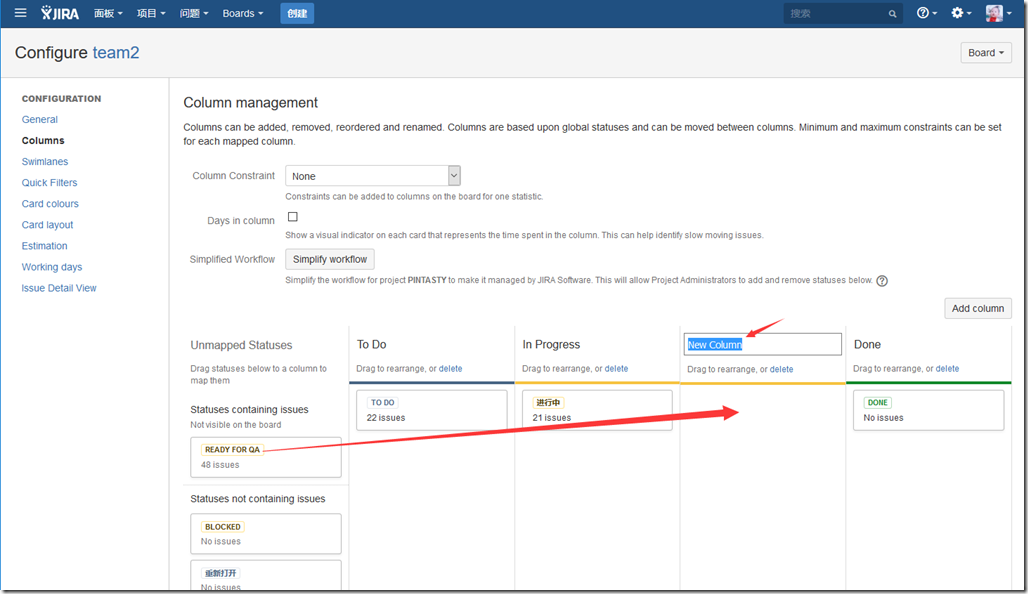 JIRA 面板 项目 问题 Boards 创建 搜索
Configure team2
Board
CONFIGURATION
General
Columns
Swimlanes
Quick Filters
Card colours
Card layout
Estimation
Working days
Issue Detail View
Column management
Columns can be added, removed, reordered and renamed. Columns are based upon global statuses and can be moved between columns. Minimum and maximum constraints can be set
for each mapped column.
Column Constraint None
Constraints can be added to columns on the board for one statistic.
Days in column
Show a visual indicator on each card that represents the time spent in the column. This can help identify slow moving issues.
Simplified Workflow Simplify workflow
Simplify the workflow for project PINTASTY to make it managed by JIRA Software. This will allow Project Administrators to add and remove statuses below. ?
Add column
Unmapped Statuses
Drag statuses below to a column to
map them
Statuses containing issues
Not visible on the board
READY FOR QA
48 issues
Statuses not containing issues
BLOCKED
No issues
重新打开
No issues
To Do
Drag to rearrange, or delete
TO DO
22 issues
In Progress
Drag to rearrange, or delete
进行中
21 issues
New Column
Drag to rearrange, or delete
Done
Drag to rearrange, or delete
DONE
No issues